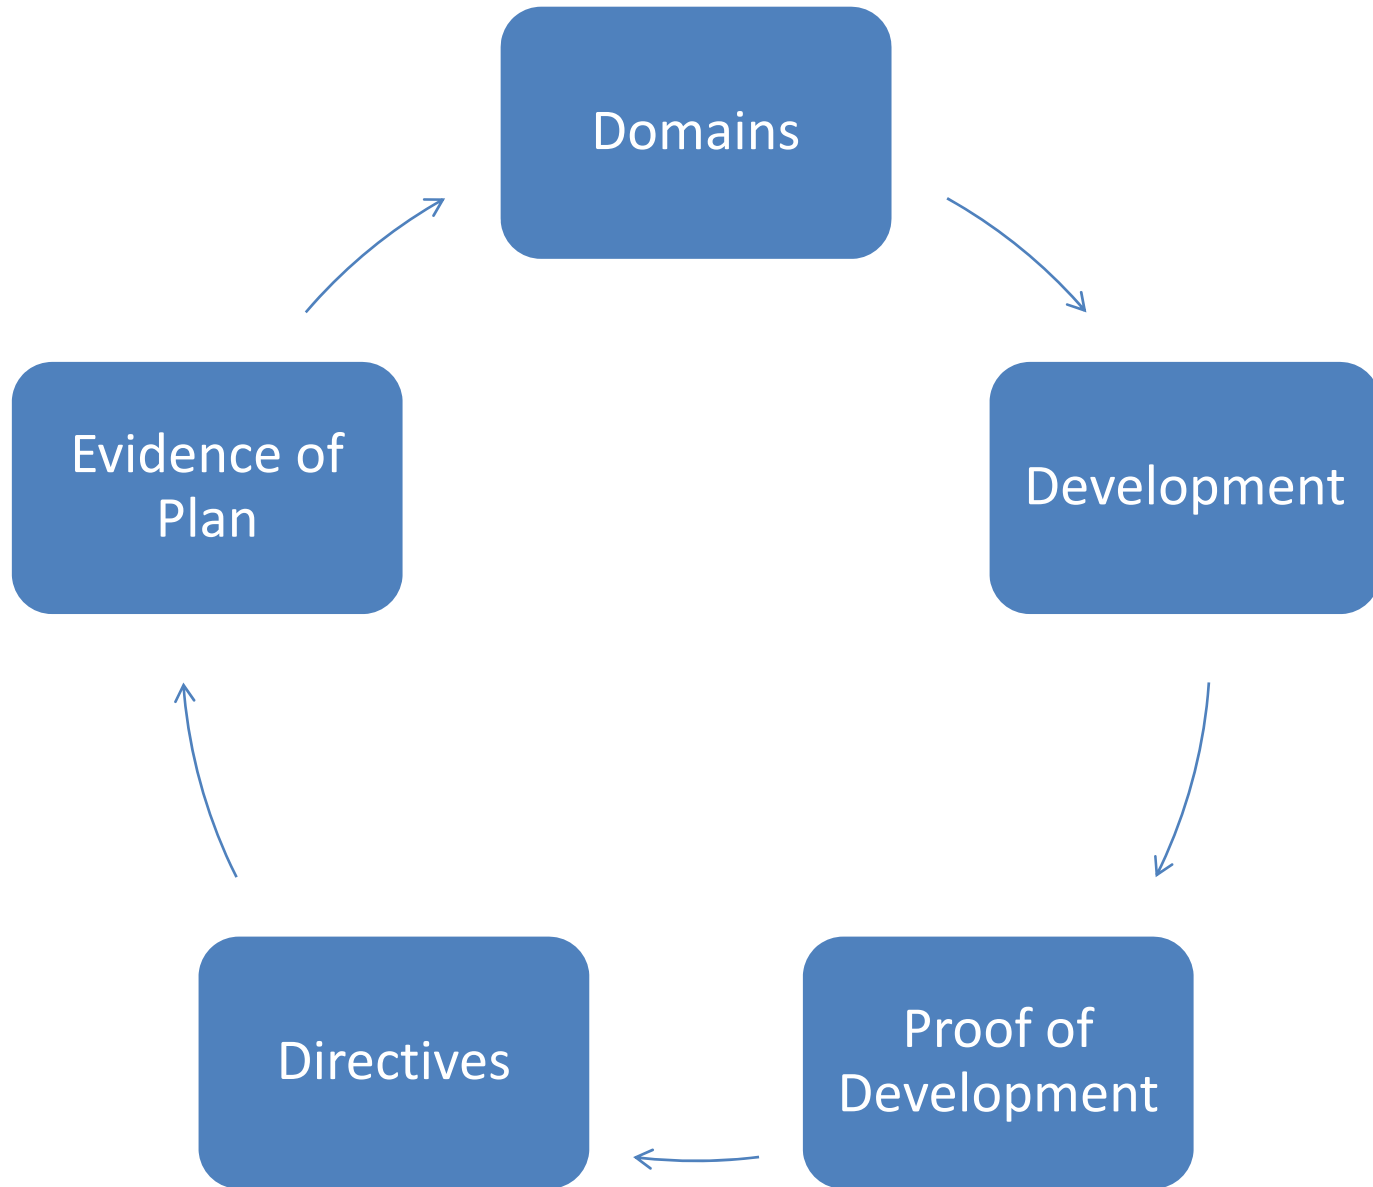 Domains
Development
Proof of
Development
Directives
Evidence of
Plan